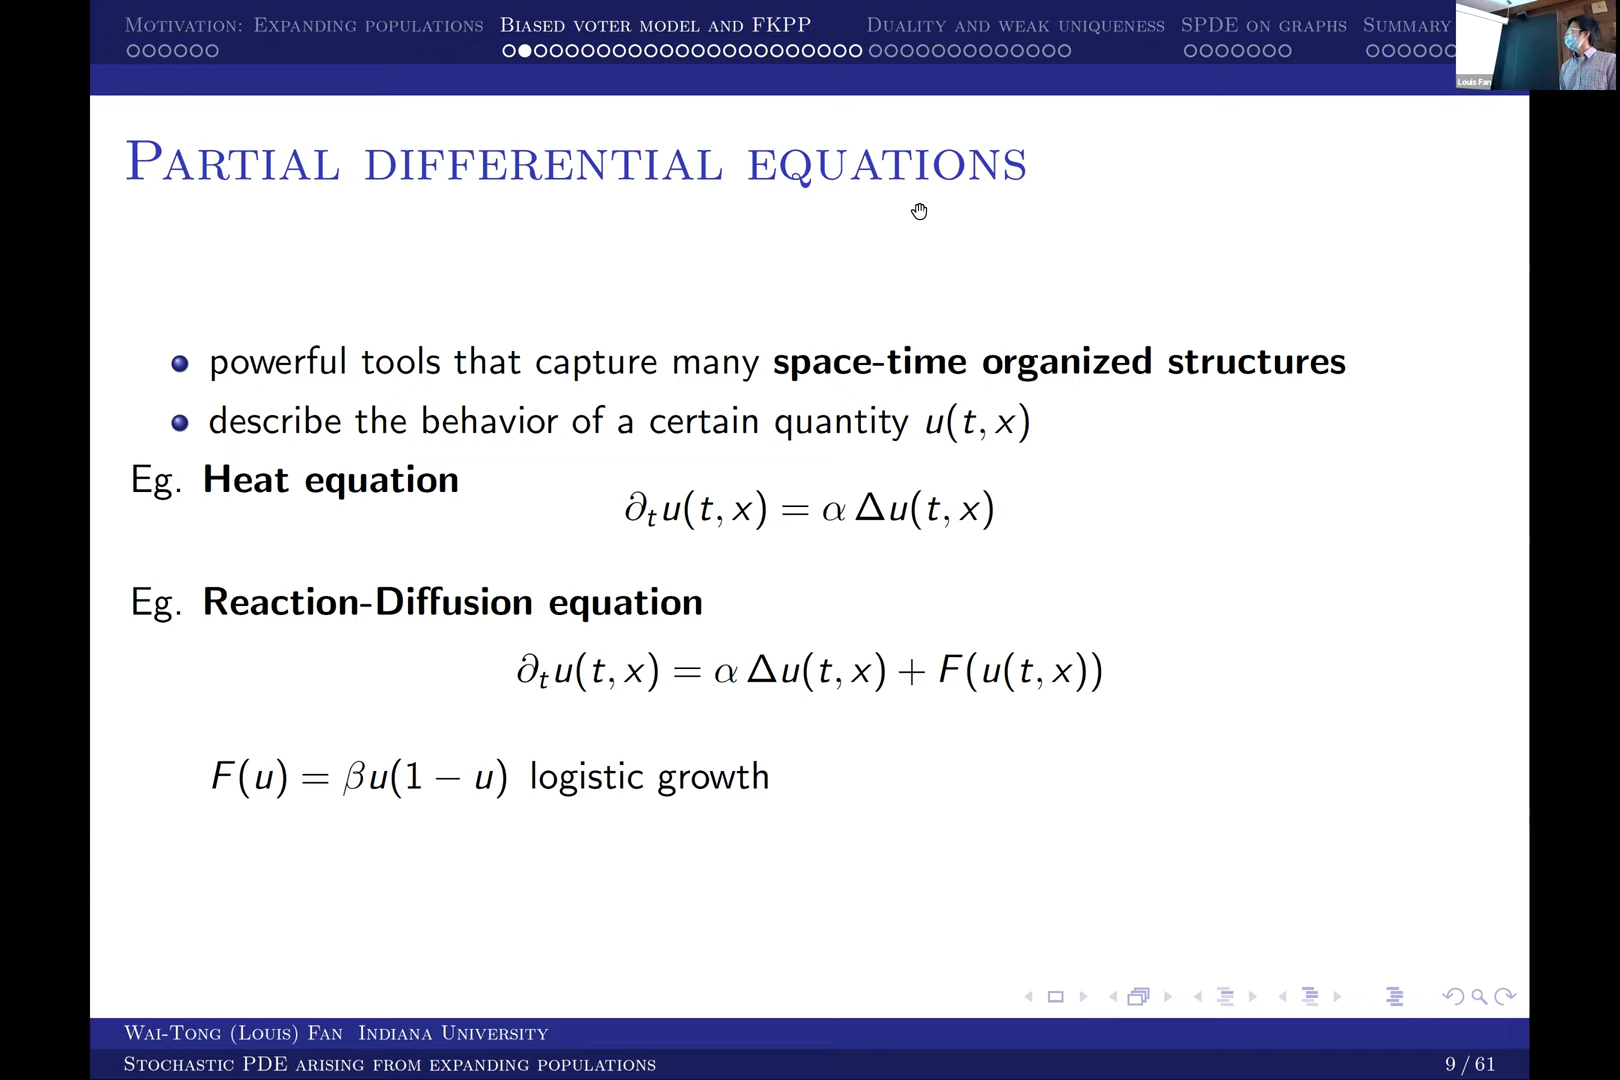 MOTIVATION: EXPANDING POPULATIONS BIASED VOTER MODEL AND FKPP DUALITY AND WEAK UNIQUENESS SPDE ON GRAPHS SUMMARY
Louis Fan
PARTIAL DIFFERENTIAL EQUATIONS
powerful tools that capture many space-time organized structures
describe the behavior of a certain quantity u(t, x)
Eg. Heat equation
∂ₜu(t, x) = α Δu(t, x)
Eg. Reaction-Diffusion equation
∂ₜu(t, x) = α Δu(t, x) + F(u(t, x))
F(u) = βu(1 − u) logistic growth
WAI-TONG (LOUIS) FAN INDIANA UNIVERSITY
STOCHASTIC PDE ARISING FROM EXPANDING POPULATIONS 9 / 61